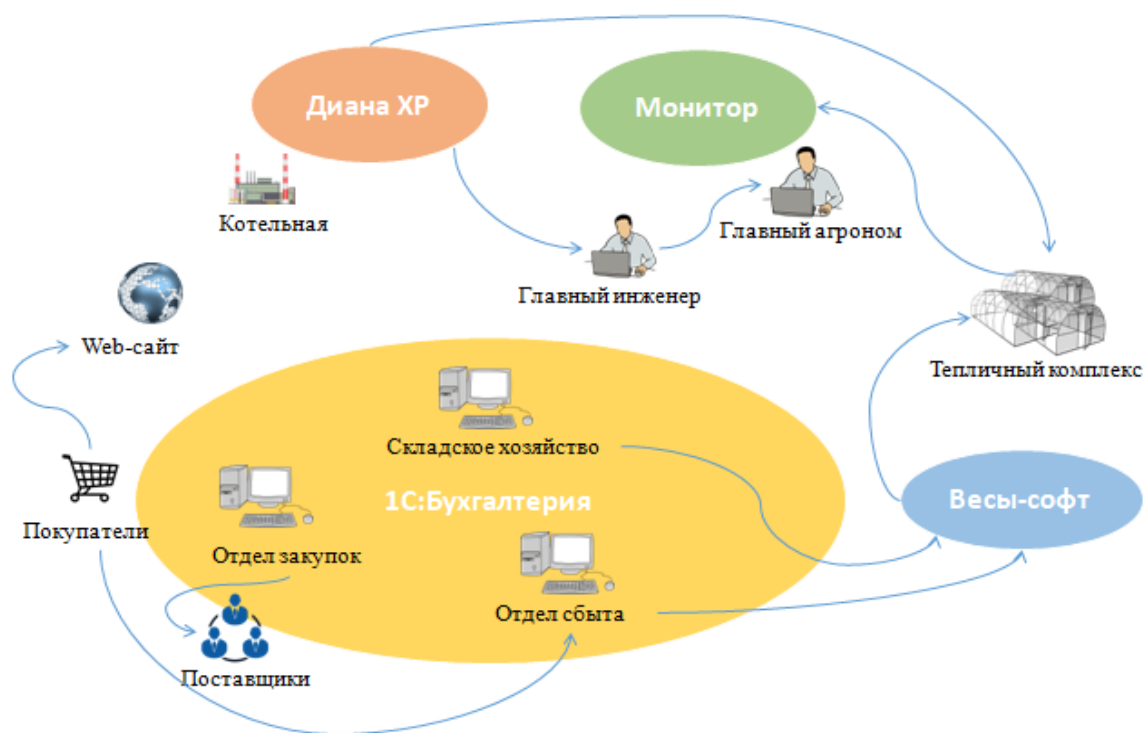 Диана ХР
Монитор
Котельная
Главный агроном
Главный инженер
Web-сайт
Тепличный комплекс
Складское хозяйство
1С:Бухгалтерия
Весы-софт
Покупатели
Отдел закупок
Отдел сбыта
Поставщики